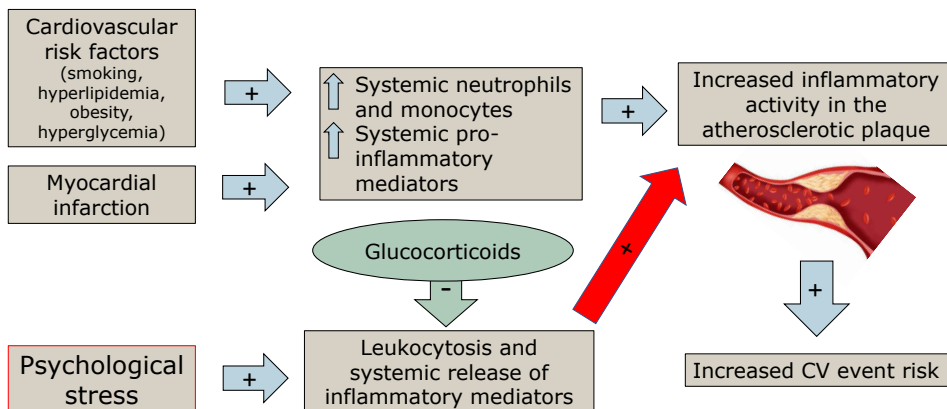 Cardiovascular
risk factors
(smoking,
hyperlipidemia,
obesity,
hyperglycemia)
+
Systemic neutrophils
and monocytes
Systemic pro-
inflammatory
mediators
+
Increased inflammatory
activity in the
atherosclerotic plaque
Myocardial
infarction
+
Glucocorticoids
-
+
+
Psychological
stress
+
Leukocytosis and
systemic release of
inflammatory mediators
Increased CV event risk